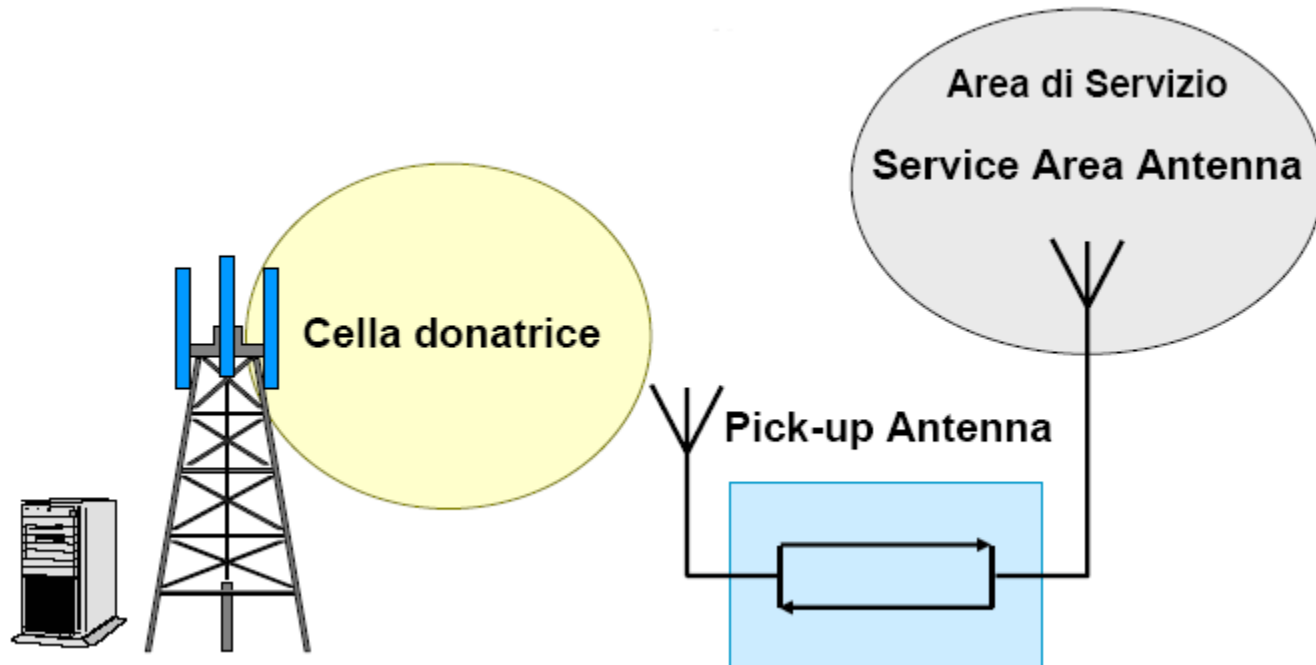 Area di Servizio
Service Area Antenna
Cella donatrice
Pick-up Antenna